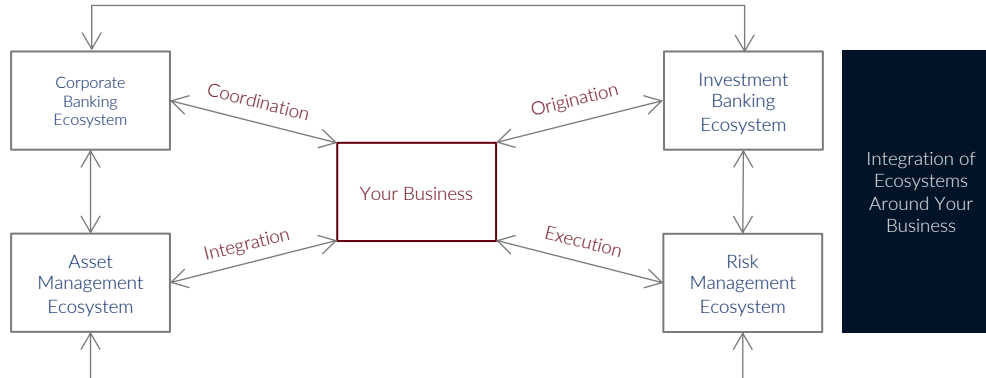 Corporate
Banking
Ecosystem
Coordination
Origination
Investment
Banking
Ecosystem
Your Business
Integration of
Ecosystems
Around Your
Business
Asset
Management
Ecosystem
Integration
Execution
Risk
Management
Ecosystem